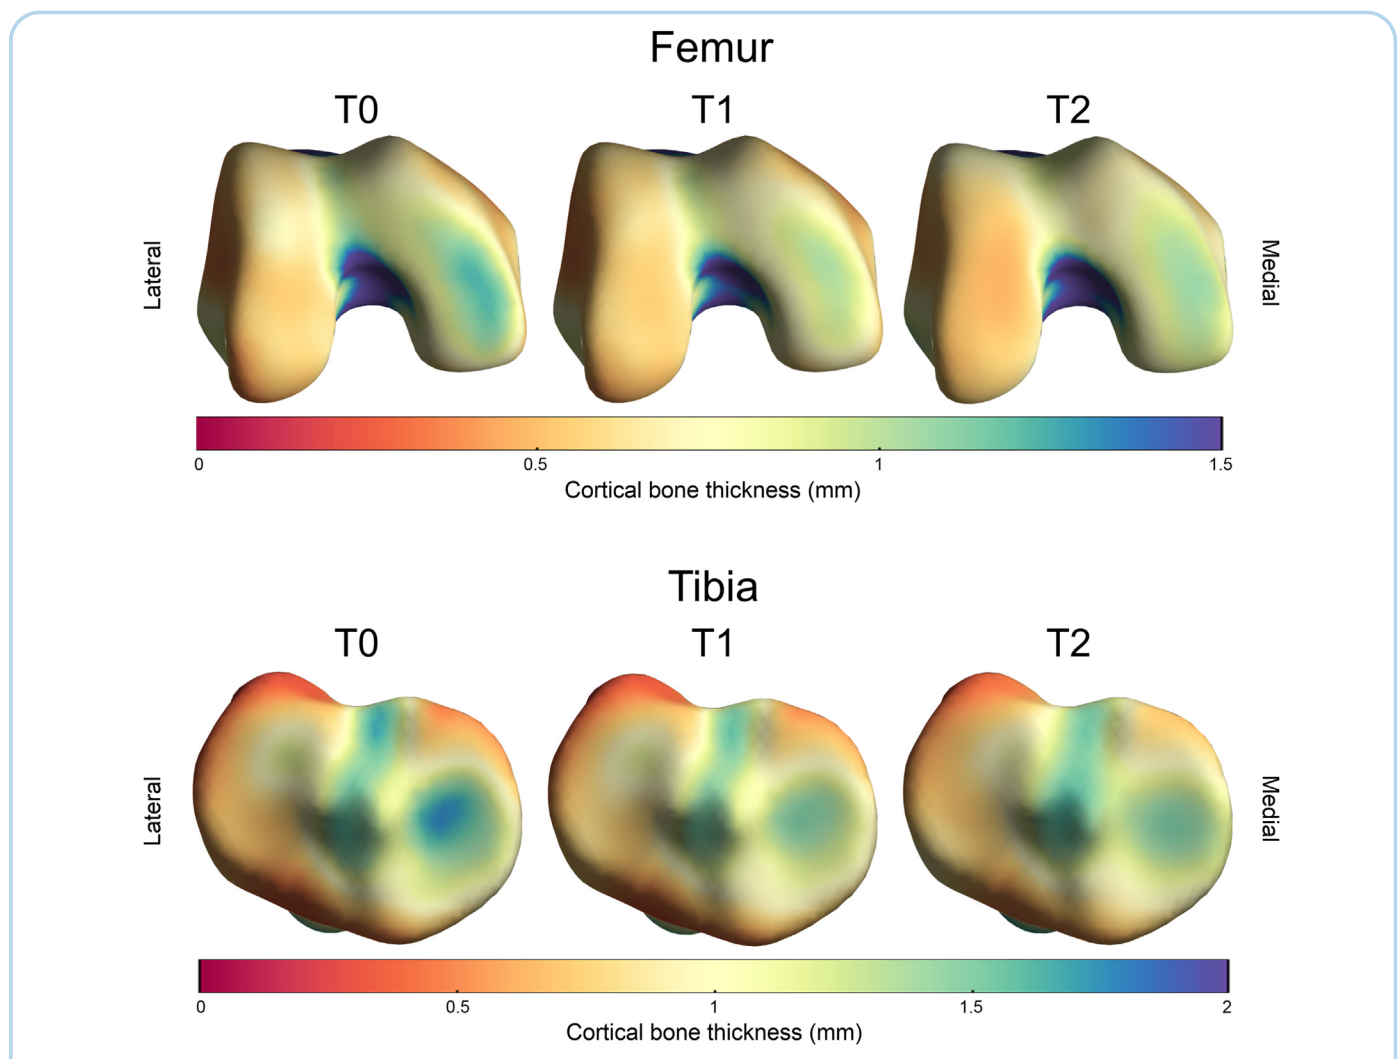 Femur
T0 T1 T2
Lateral
Medial
0 0.5 1 1.5
Cortical bone thickness (mm)
Tibia
T0 T1 T2
Lateral
Medial
0 0.5 1 1.5 2
Cortical bone thickness (mm)